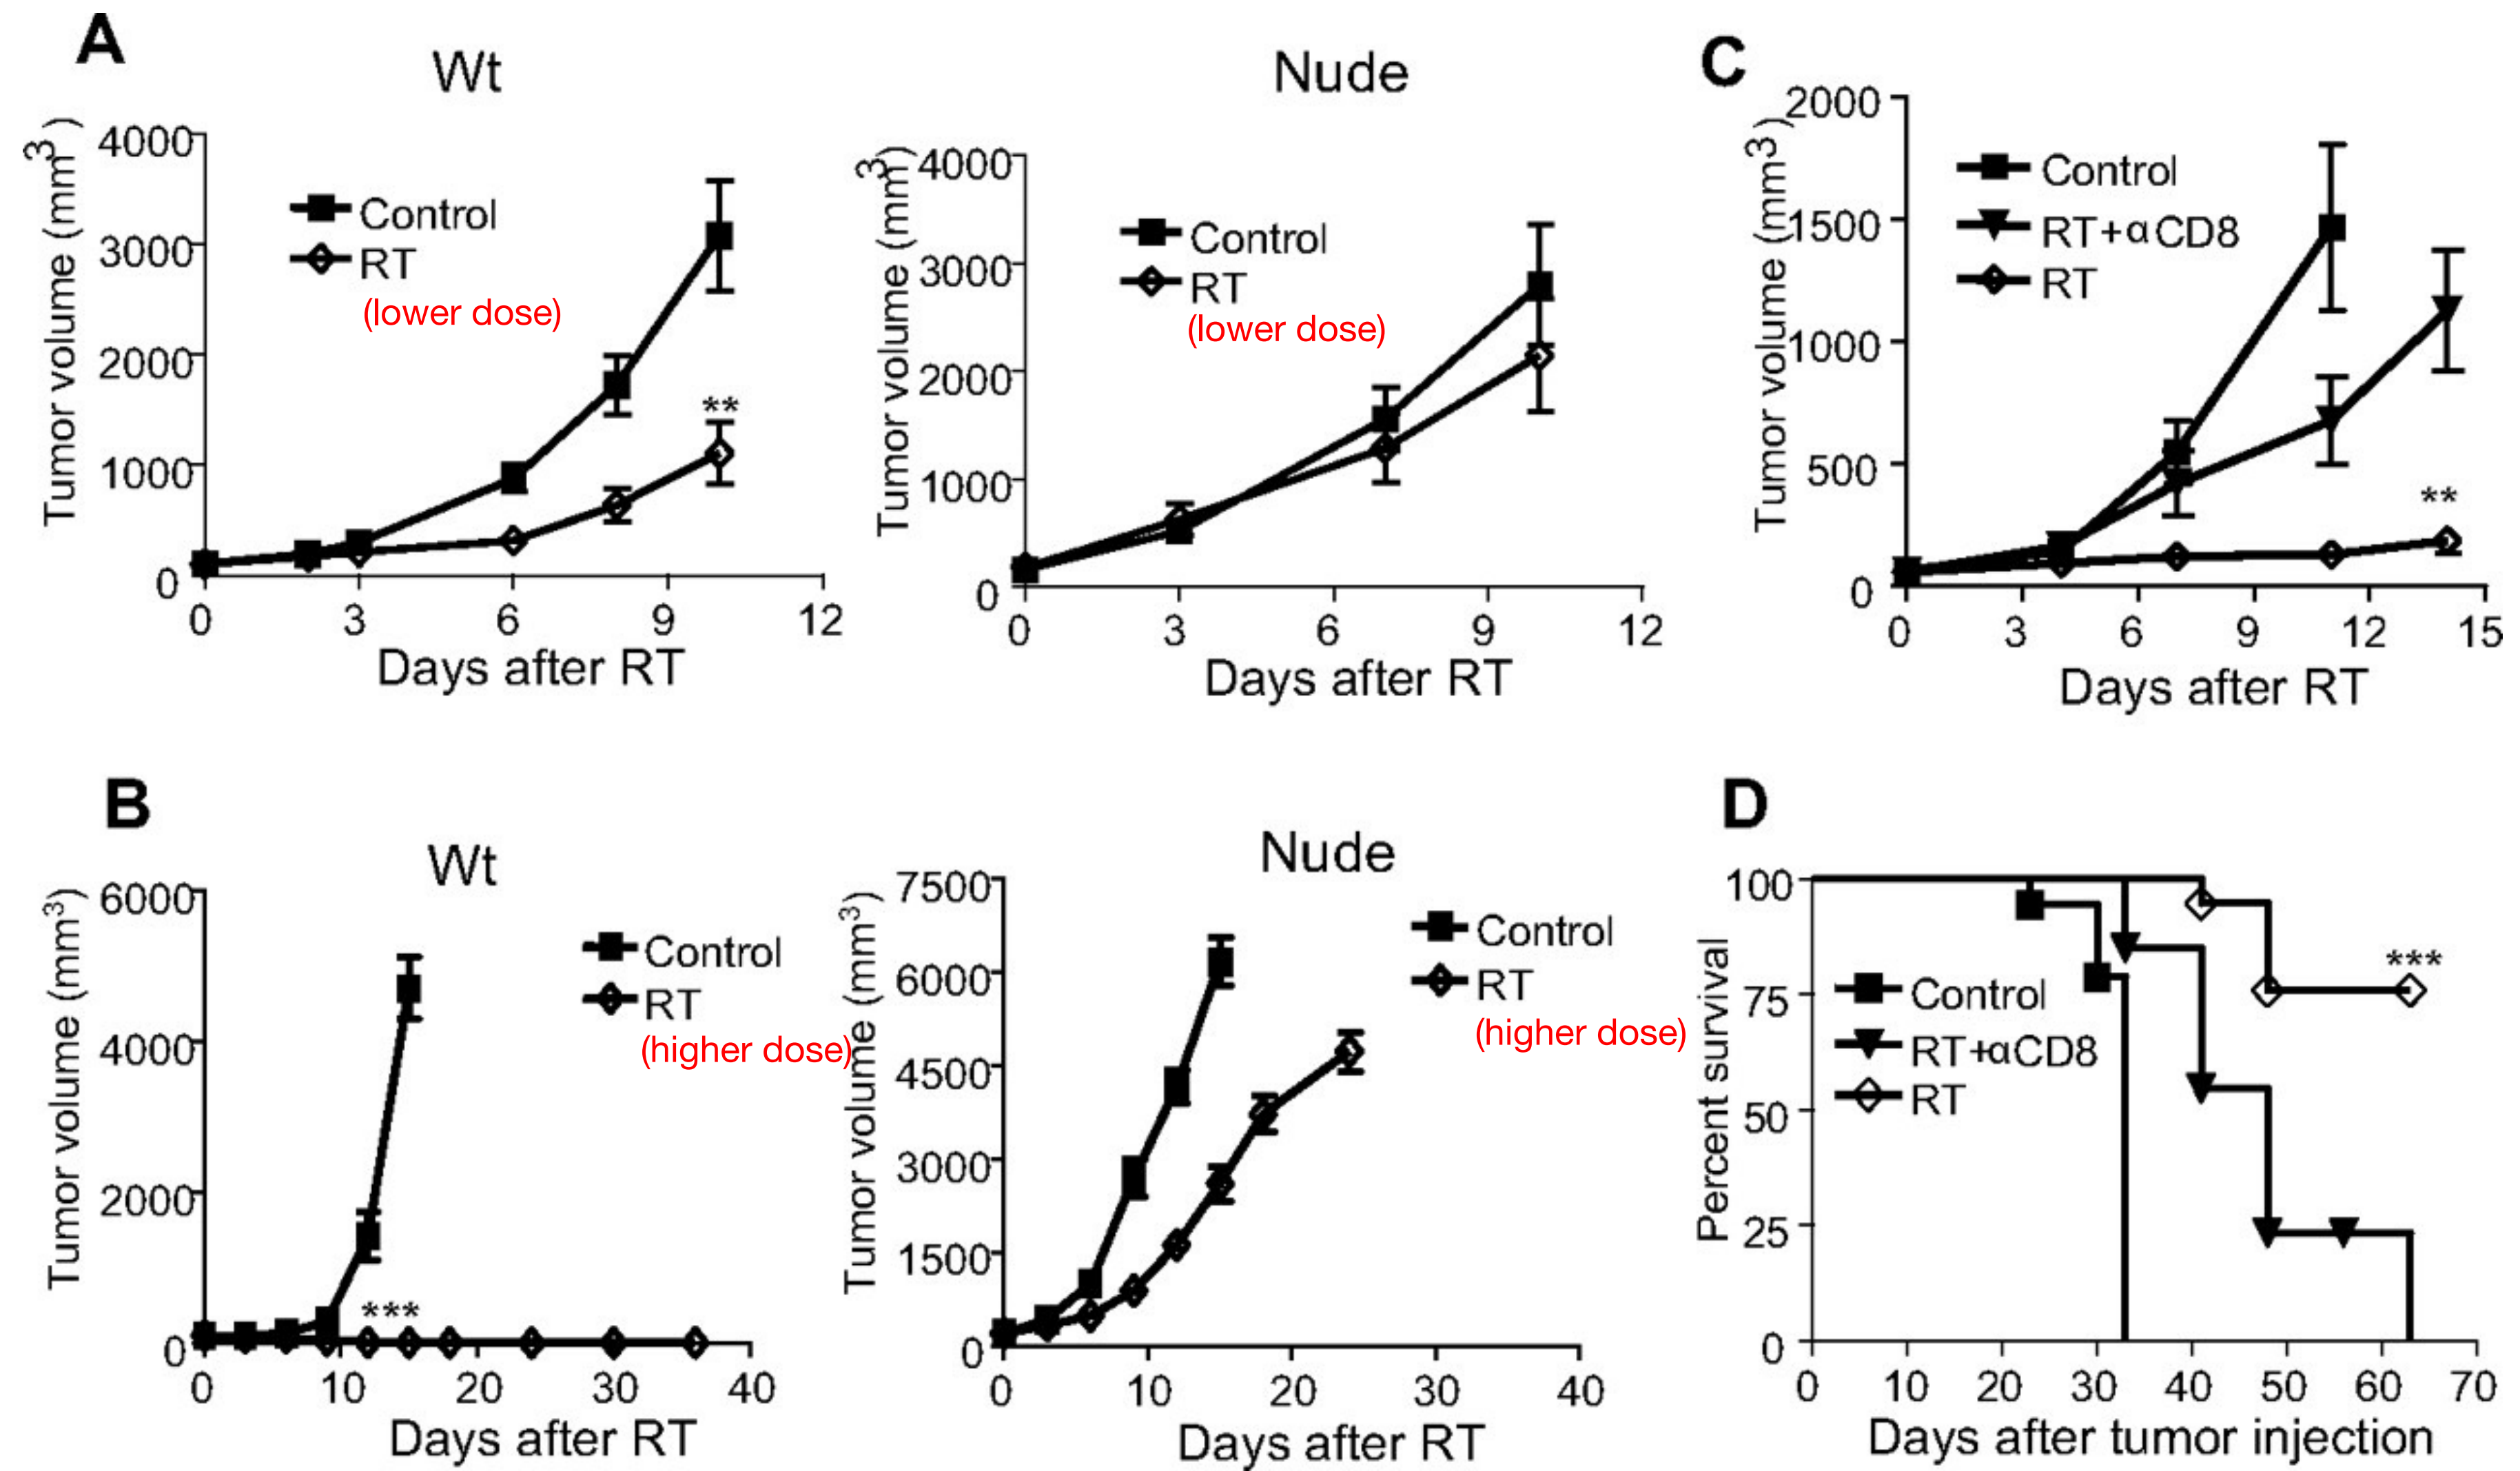 A
Wt
Tumor volume (mm3)
4000
3000
2000
1000
0
Control
RT
(lower dose)
**
0 3 6 9 12
Days after RT
Nude
Tumor volume (mm3)
4000
3000
2000
1000
0
Control
RT
(lower dose)
0 3 6 9 12
Days after RT
C
Tumor volume (mm3)
2000
1500
1000
500
0
Control
RT+αCD8
RT
**
0 3 6 9 12 15
Days after RT
B
Wt
Tumor volume (mm³)
6000
4000
2000
0
Control
RT
(higher dose)
***
0 10 20 30 40
Days after RT
Nude
Tumor volume (mm³)
7500
6000
4500
3000
1500
0
Control
RT
(higher dose)
0 10 20 30 40
Days after RT
D
Percent survival
100
75
50
25
0
Control
RT+αCD8
RT
***
0 10 20 30 40 50 60 70
Days after tumor injection